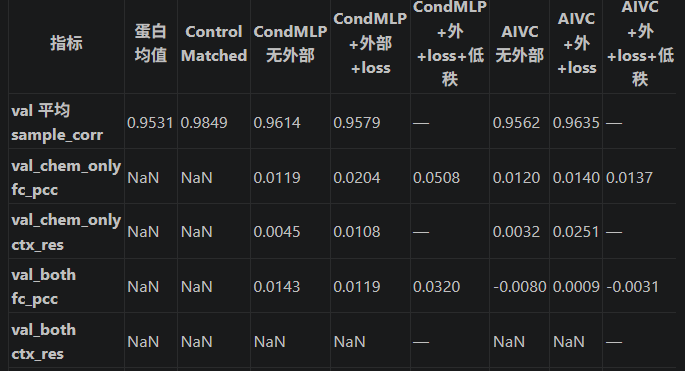 指标 蛋白均值 Control Matched CondMLP 无外部 CondMLP +外部 +loss CondMLP +外 +loss+低秩 AIVC 无外部 AIVC +外 +loss AIVC +外 +loss+低秩
val 平均 sample_corr 0.9531 0.9849 0.9614 0.9579 — 0.9562 0.9635 —
val_chem_only fc_pcc NaN NaN 0.0119 0.0204 0.0508 0.0120 0.0140 0.0137
val_chem_only ctx_res NaN NaN 0.0045 0.0108 — 0.0032 0.0251 —
val_both fc_pcc NaN NaN 0.0143 0.0119 0.0320 -0.0080 0.0009 -0.0031
val_both ctx_res NaN NaN NaN NaN — NaN NaN —